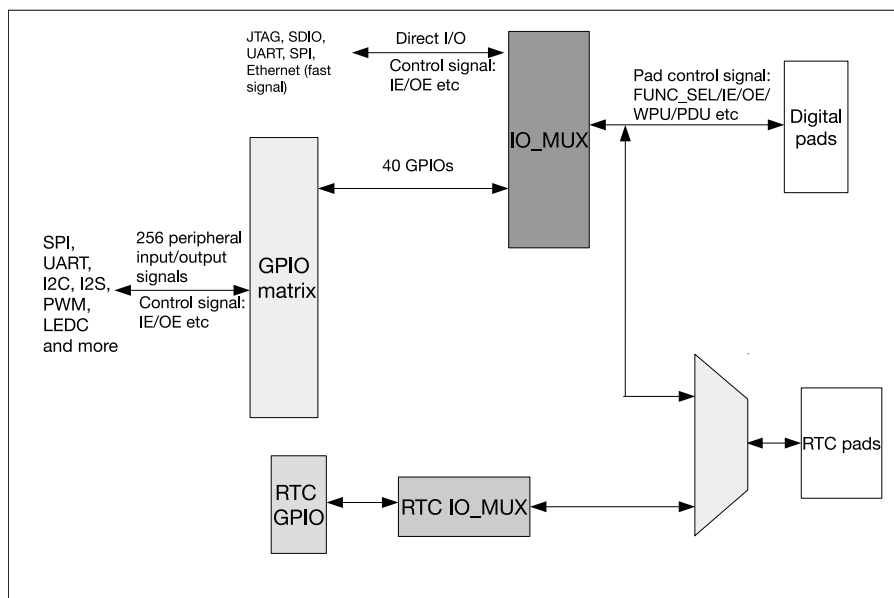 JTAG, SDIO,
UART, SPI,
Ethernet (fast
signal)
Direct I/O
Control signal:
IE/OE etc
IO_MUX
Pad control signal:
FUNC_SEL/IE/OE/
WPU/PDU etc
Digital
pads
40 GPIOs
SPI,
UART,
I2C, I2S,
PWM,
LEDC
and more
256 peripheral
input/output
signals
Control signal:
IE/OE etc
GPIO
matrix
RTC pads
RTC
GPIO
RTC IO_MUX